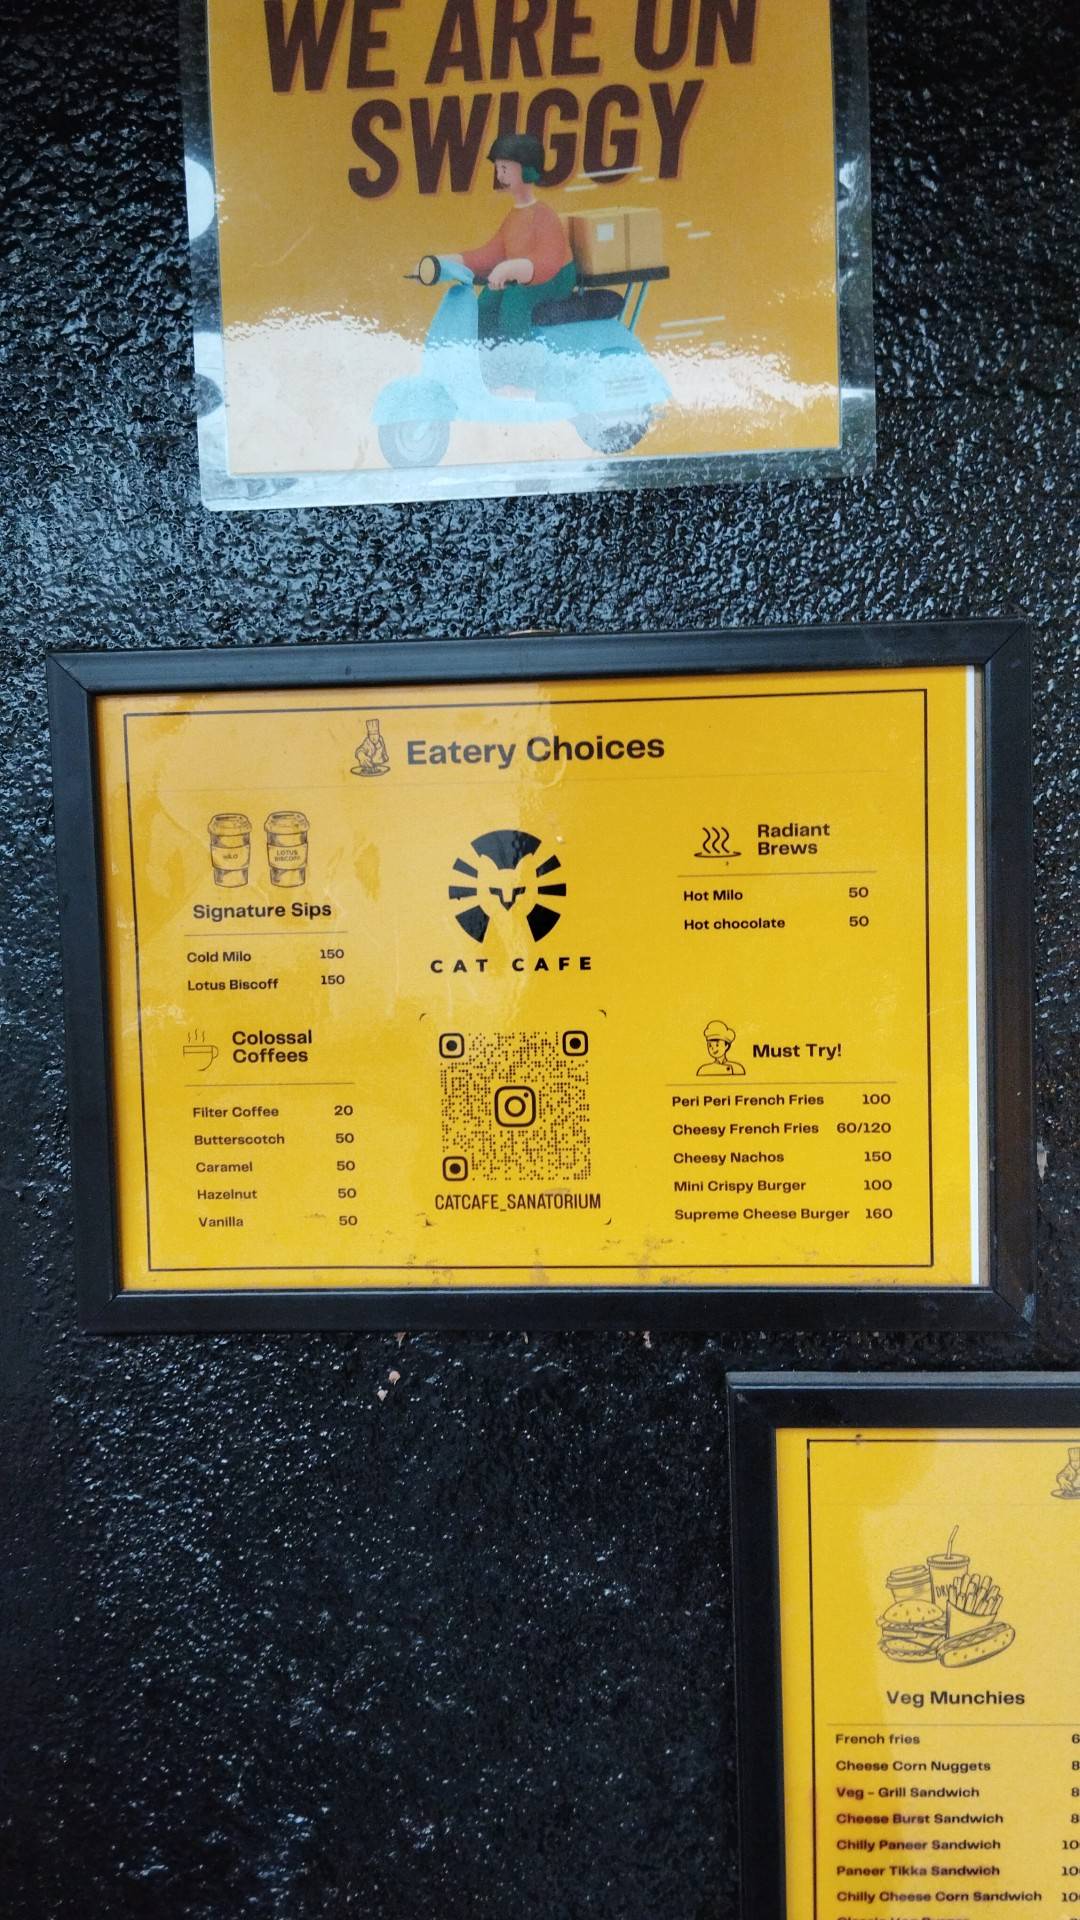 WE ARE ON
SWIGGY
Eatery Choices
MILO
LOTUS
BISCOFF
Signature Sips
Cold Milo 150
Lotus Biscoff 150
Colossal
Coffees
Filter Coffee 20
Butterscotch 50
Caramel 50
Hazelnut 50
Vanilla 50
CAT CAFE
CATCAFE_SANATORIUM
Radiant
Brews
Hot Milo 50
Hot chocolate 50
Must Try!
Peri Peri French Fries 100
Cheesy French Fries 60/120
Cheesy Nachos 150
Mini Crispy Burger 100
Supreme Cheese Burger 160
Veg Munchies
French fries
Cheese Corn Nuggets
Veg - Grill Sandwich
Cheese Burst Sandwich
Chilly Paneer Sandwich
Paneer Tikka Sandwich
Chilly Cheese Corn Sandwich